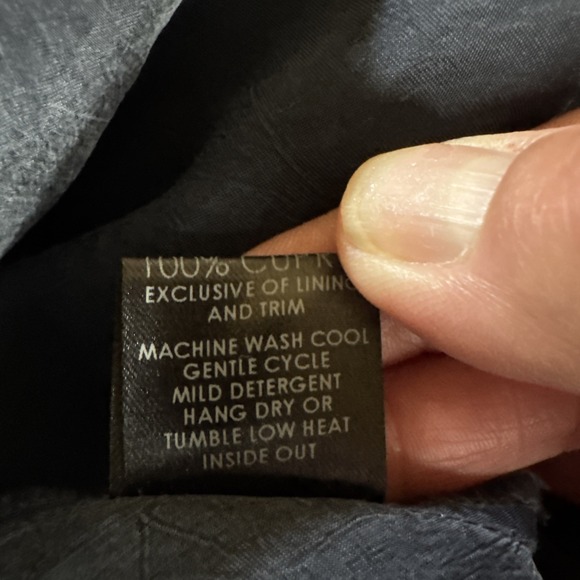 100% CUPR
EXCLUSIVE OF LINING
AND TRIM
MACHINE WASH COOL
GENTLE CYCLE
MILD DETERGENT
HANG DRY OR
TUMBLE LOW HEAT
INSIDE OUT